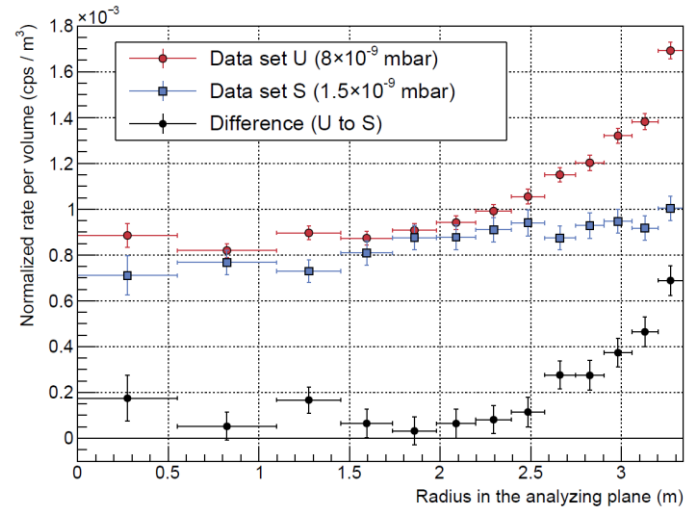 ×10⁻³
Normalized rate per volume (cps / m³)
1.8
1.6
1.4
1.2
1
0.8
0.6
0.4
0.2
0
Data set U (8×10⁻⁹ mbar)
Data set S (1.5×10⁻⁹ mbar)
Difference (U to S)
0 0.5 1 1.5 2 2.5 3
Radius in the analyzing plane (m)